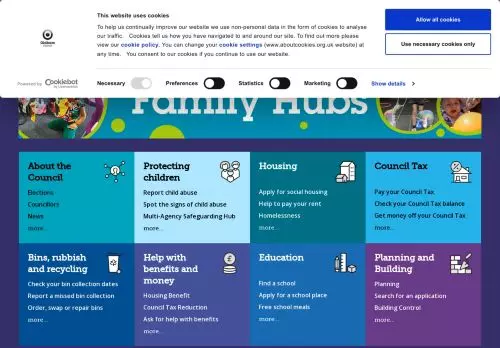 This website uses cookies
To help us continually improve our website we use non-personal data in the form of cookies to analyse
our traffic. Cookies tell us how you have navigated to and around our site. To find out more please
view our cookie policy. You can change your cookie settings (www.aboutcookies.org.uk website) at
any time. You consent to our cookies if you continue to use our website.
Allow all cookies
Use necessary cookies only
Powered by Cookiebot
Necessary
Preferences
Statistics
Marketing
Show details
Family Hubs
About the
Council
Elections
Councillors
News
more...
Protecting
children
Report child abuse
Spot the signs of child abuse
Multi-Agency Safeguarding Hub
more...
Housing
Apply for social housing
Help to pay your rent
Homelessness
more...
Council Tax
Pay your Council Tax
Check your Council Tax balance
Get money off your Council Tax
more...
Bins, rubbish
and recycling
Check your bin collection dates
Report a missed bin collection
Order, swap or repair bins
more...
Help with
benefits and
money
Housing Benefit
Council Tax Reduction
Ask for help with benefits
more...
Education
Find a school
Apply for a school place
Free school meals
more...
Planning and
Building
Planning
Search for an application
Building Control
more...